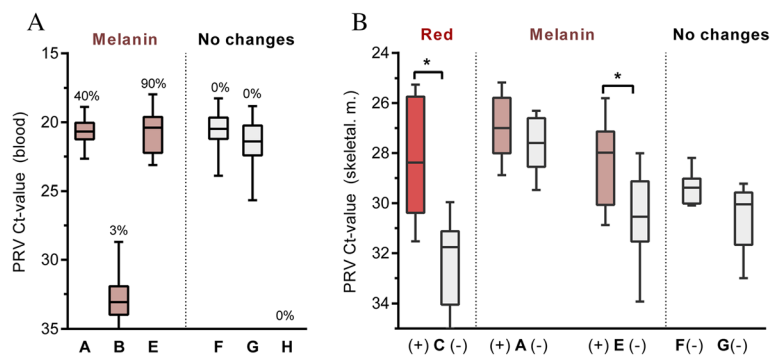 A
Melanin
No changes
PRV Ct-value (blood)
15
20
25
30
35
40%
3%
90%
0%
0%
0%
A B E F G H
B
Red
Melanin
No changes
PRV Ct-value (skeletal. m.)
24
26
28
30
32
34
*
*
(+) C (-) (+) A (-) (+) E (-) F(-) G(-)